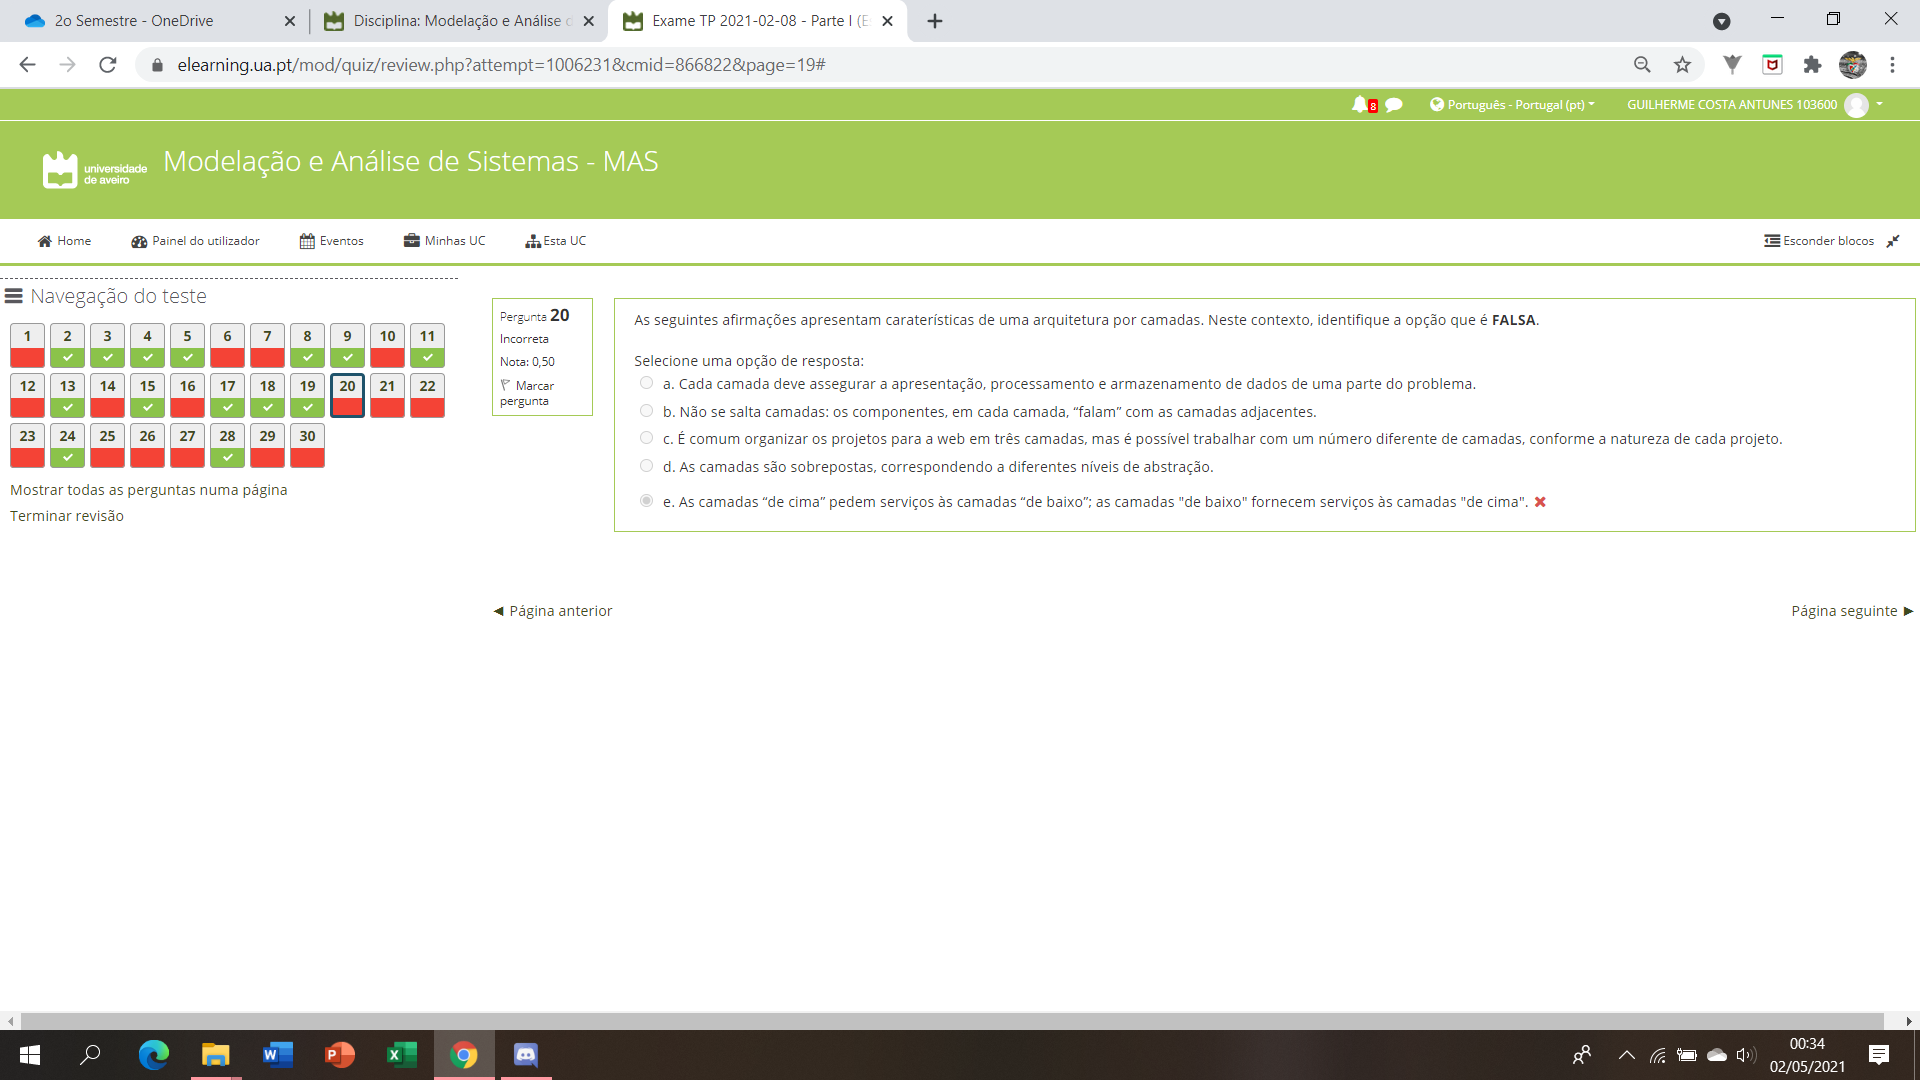 2o Semestre - OneDrive
Disciplina: Modelação e Análise d
Exame TP 2021-02-08 - Parte I (E
elearning.ua.pt/mod/quiz/review.php?attempt=1006231&cmid=866822&page=19#
8
Português - Portugal (pt)
GUILHERME COSTA ANTUNES 103600
universidade de aveiro
Modelação e Análise de Sistemas - MAS
Home
Painel do utilizador
Eventos
Minhas UC
Esta UC
Esconder blocos
Navegação do teste
1 2 3 4 5 6 7 8 9 10 11
12 13 14 15 16 17 18 19 20 21 22
23 24 25 26 27 28 29 30
Mostrar todas as perguntas numa página
Terminar revisão
Pergunta 20
Incorreta
Nota: 0,50
Marcar
pergunta
As seguintes afirmações apresentam caraterísticas de uma arquitetura por camadas. Neste contexto, identifique a opção que é FALSA.
Selecione uma opção de resposta:
a. Cada camada deve assegurar a apresentação, processamento e armazenamento de dados de uma parte do problema.
b. Não se salta camadas: os componentes, em cada camada, “falam” com as camadas adjacentes.
c. É comum organizar os projetos para a web em três camadas, mas é possível trabalhar com um número diferente de camadas, conforme a natureza de cada projeto.
d. As camadas são sobrepostas, correspondendo a diferentes níveis de abstração.
e. As camadas “de cima” pedem serviços às camadas “de baixo”; as camadas "de baixo" fornecem serviços às camadas "de cima".
◄ Página anterior
Página seguinte ►
00:34
02/05/2021